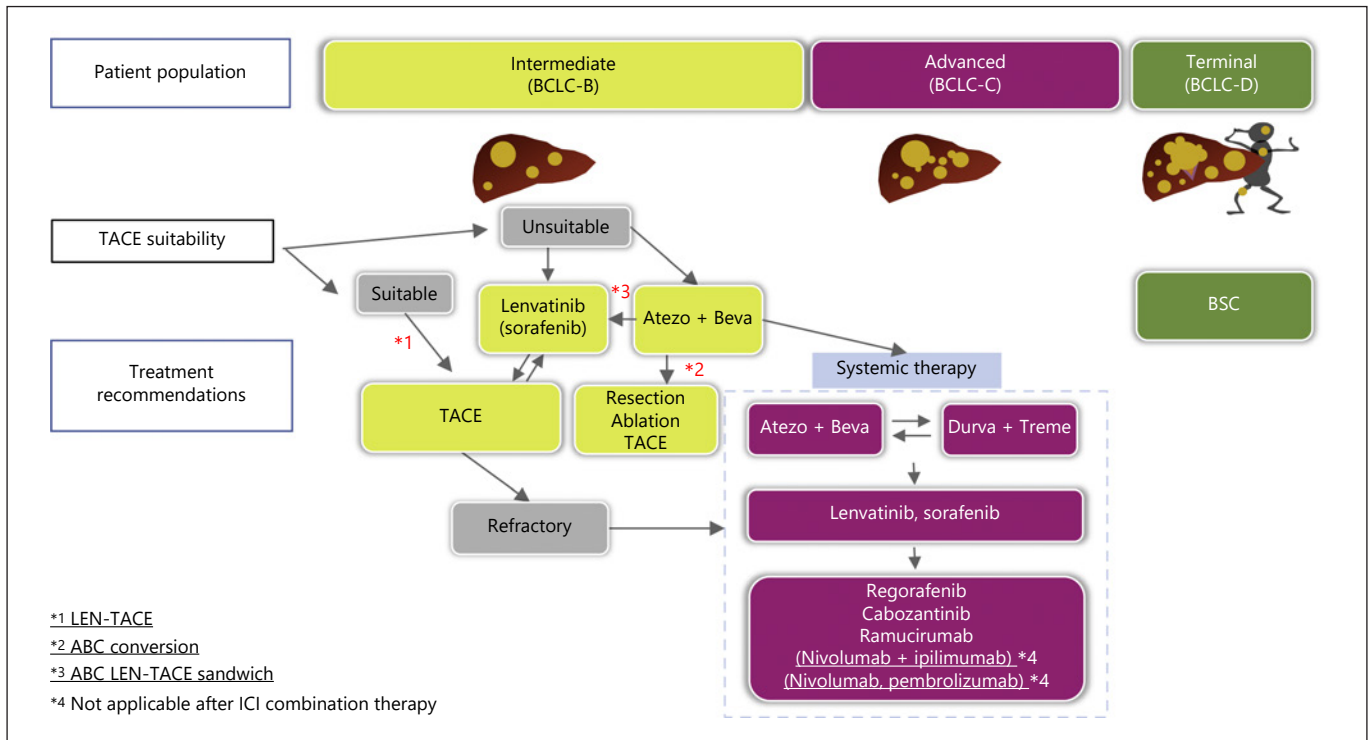 Patient population
Intermediate
(BCLC-B)
Advanced
(BCLC-C)
Terminal
(BCLC-D)
TACE suitability
Unsuitable
Suitable
*1
Lenvatinib
(sorafenib)
*3
Atezo + Beva
*2
BSC
Treatment
recommendations
TACE
Resection
Ablation
TACE
Systemic therapy
Atezo + Beva
Durva + Treme
Refractory
Lenvatinib, sorafenib
Regorafenib
Cabozantinib
Ramucirumab
(Nivolumab + ipilimumab) *4
(Nivolumab, pembrolizumab) *4
*1 LEN-TACE
*2 ABC conversion
*3 ABC LEN-TACE sandwich
*4 Not applicable after ICI combination therapy